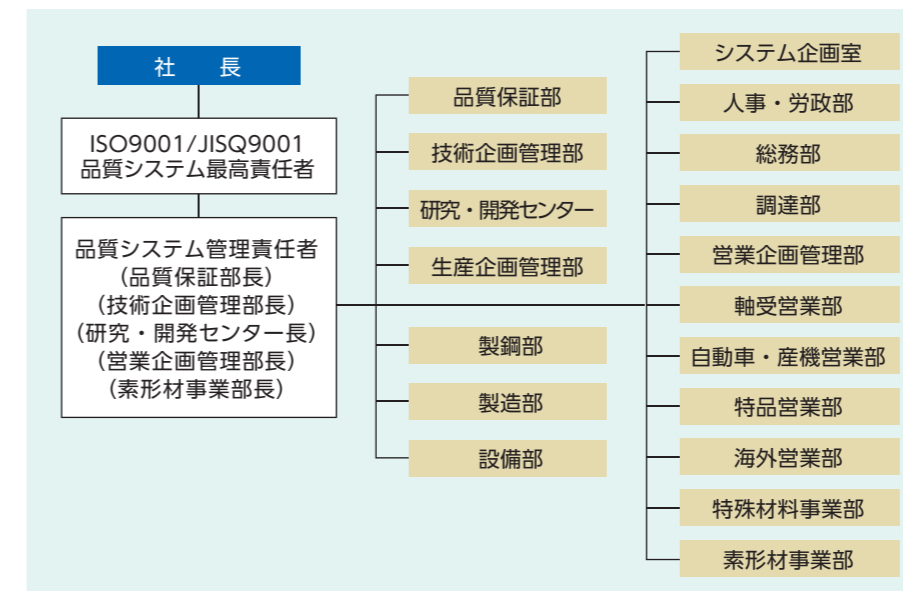 社　長
ISO9001/JISQ9001
品質システム最高責任者
品質システム管理責任者
(品質保証部長)
(技術企画管理部長)
(研究・開発センター長)
(営業企画管理部長)
(素形材事業部長)
品質保証部
技術企画管理部
研究・開発センター
生産企画管理部
製鋼部
製造部
設備部
システム企画室
人事・労政部
総務部
調達部
営業企画管理部
軸受営業部
自動車・産機営業部
特品営業部
海外営業部
特殊材料事業部
素形材事業部